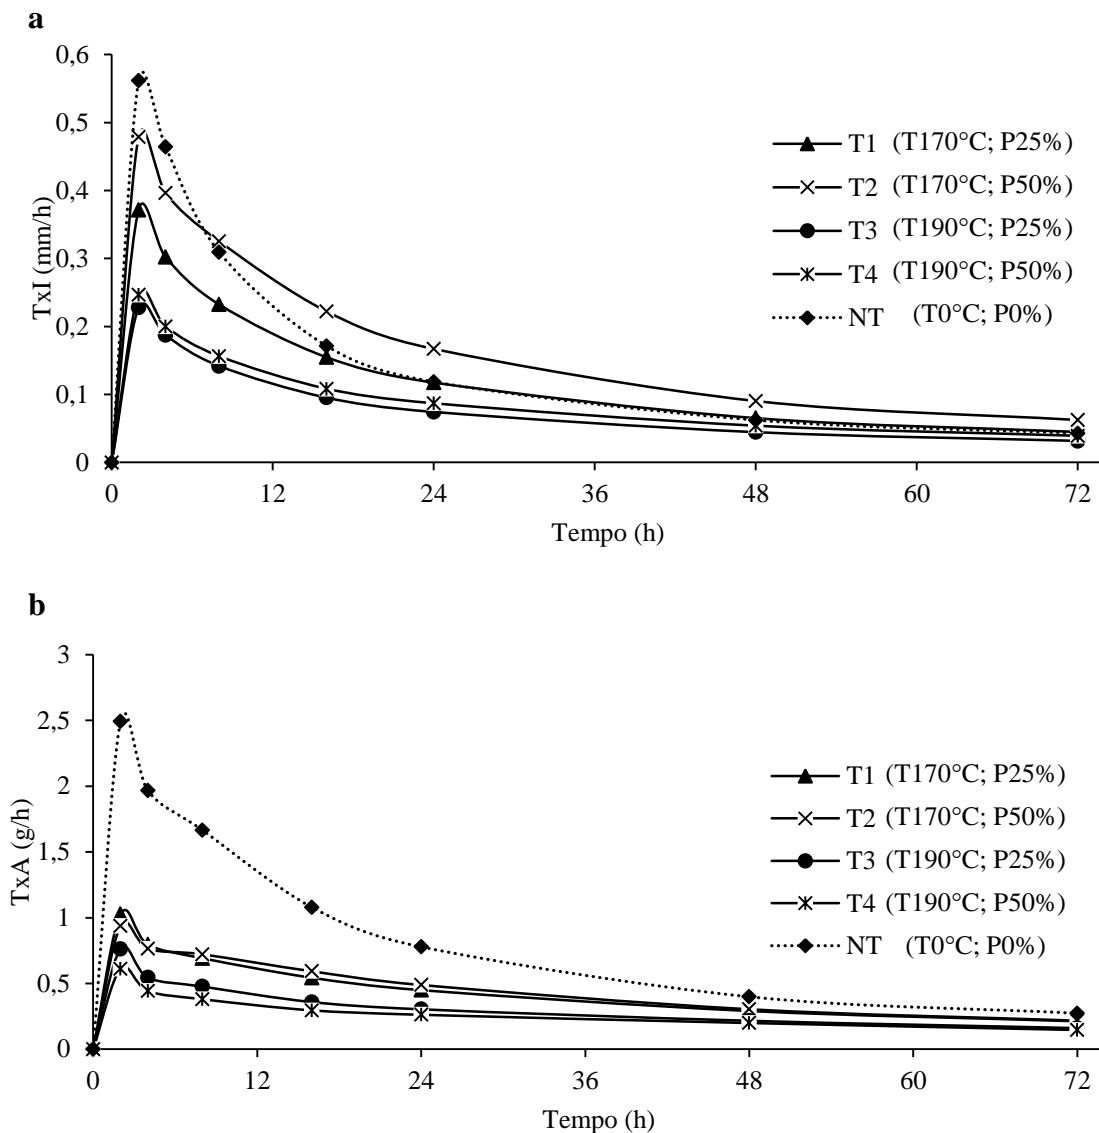 a
0,6
0,5
0,4
0,3
0,2
0,1
0
TxI (mm/h)
T1 (T170°C; P25%)
T2 (T170°C; P50%)
T3 (T190°C; P25%)
T4 (T190°C; P50%)
NT (T0°C; P0%)
0 12 24 36 48 60 72
Tempo (h)
b
3
2,5
2
1,5
1
0,5
0
TxA (g/h)
T1 (T170°C; P25%)
T2 (T170°C; P50%)
T3 (T190°C; P25%)
T4 (T190°C; P50%)
NT (T0°C; P0%)
0 12 24 36 48 60 72
Tempo (h)